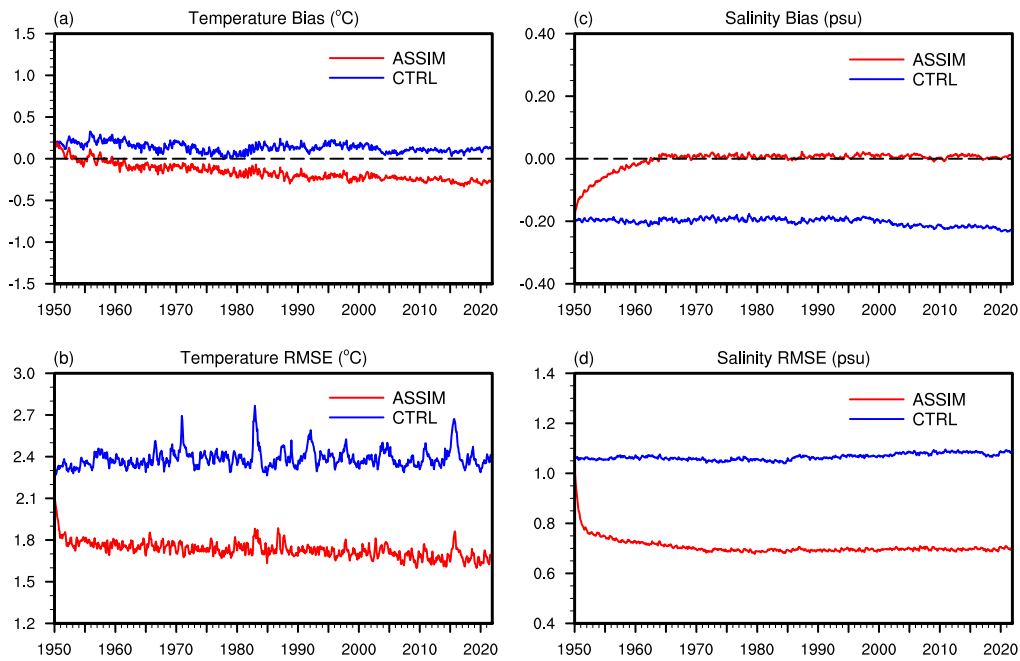 (a) Temperature Bias (°C)
1.5
1.0
0.5
0.0
-0.5
-1.0
-1.5
ASSIM
CTRL
1950 1960 1970 1980 1990 2000 2010 2020
(c) Salinity Bias (psu)
0.40
0.20
0.00
-0.20
-0.40
ASSIM
CTRL
1950 1960 1970 1980 1990 2000 2010 2020
(b) Temperature RMSE (°C)
3.0
2.7
2.4
2.1
1.8
1.5
1.2
ASSIM
CTRL
1950 1960 1970 1980 1990 2000 2010 2020
(d) Salinity RMSE (psu)
1.4
1.2
1.0
0.8
0.6
0.4
ASSIM
CTRL
1950 1960 1970 1980 1990 2000 2010 2020